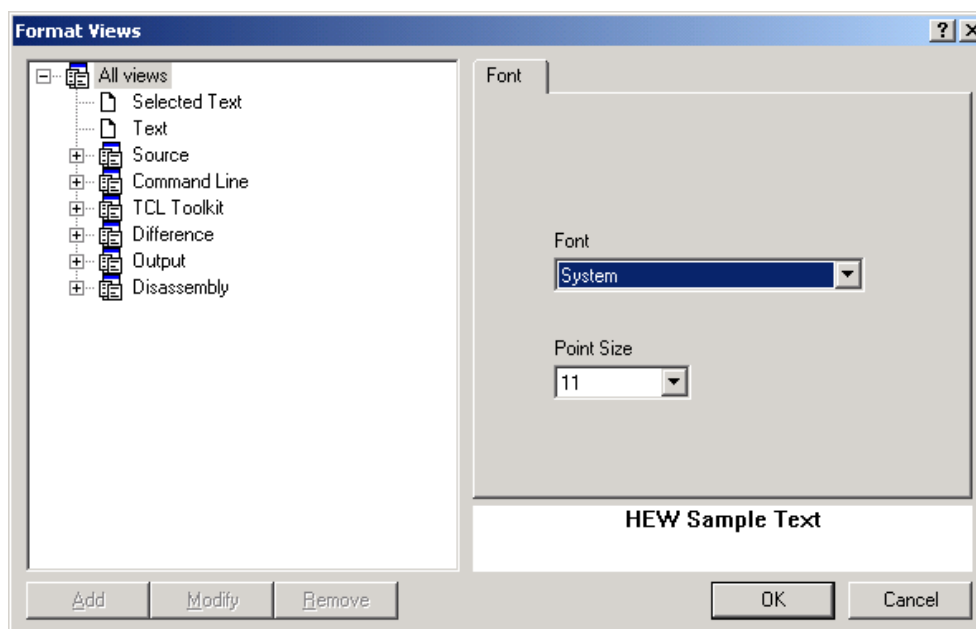 Format Views
All views
Selected Text
Text
Source
Command Line
TCL Toolkit
Difference
Output
Disassembly
Add
Modify
Remove
Font
Font
System
Point Size
11
HEW Sample Text
OK
Cancel